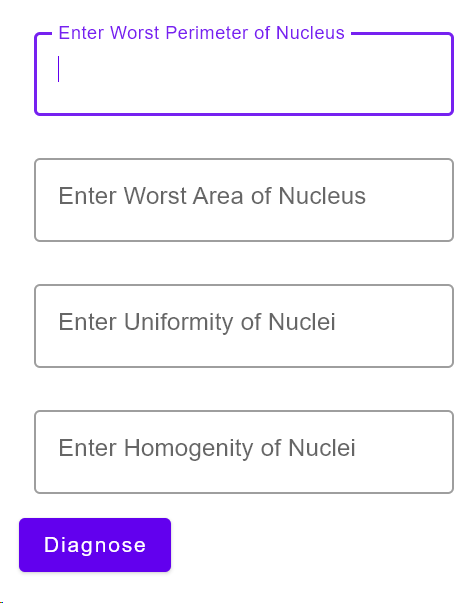 Enter Worst Perimeter of Nucleus
Enter Worst Area of Nucleus
Enter Uniformity of Nuclei
Enter Homogenity of Nuclei
Diagnose